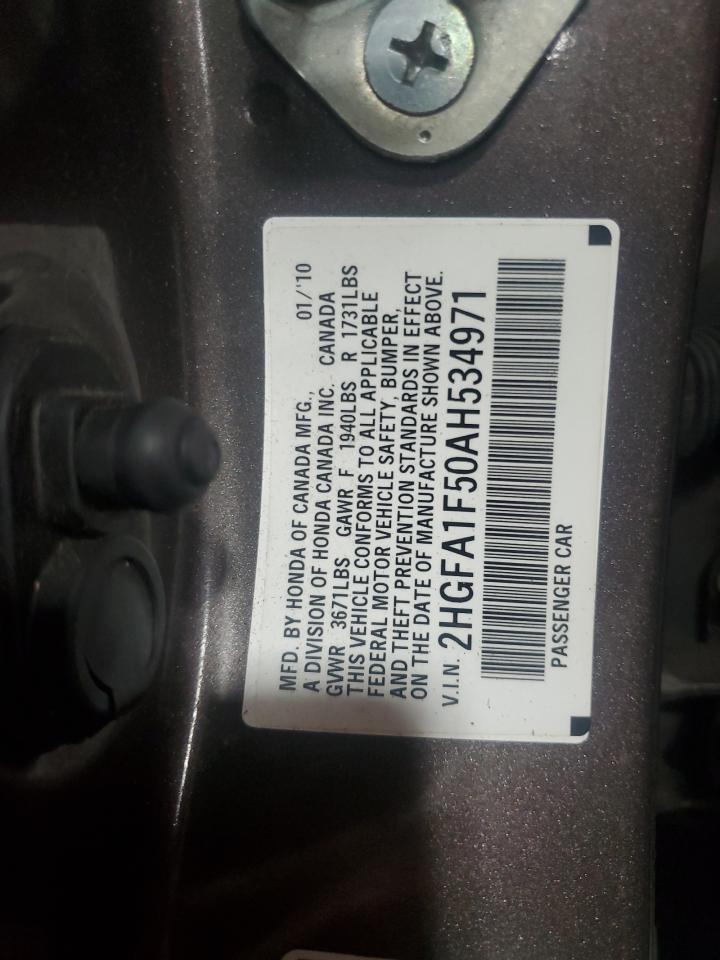 MFD. BY HONDA OF CANADA MFG., 01/'10
A DIVISION OF HONDA CANADA INC. CANADA
GVWR 3671LBS GAWR F 1940LBS R 1731LBS
THIS VEHICLE CONFORMS TO ALL APPLICABLE
FEDERAL MOTOR VEHICLE SAFETY, BUMPER,
AND THEFT PREVENTION STANDARDS IN EFFECT
ON THE DATE OF MANUFACTURE SHOWN ABOVE.
V.I.N. 2HGFA1F50AH534971
PASSENGER CAR